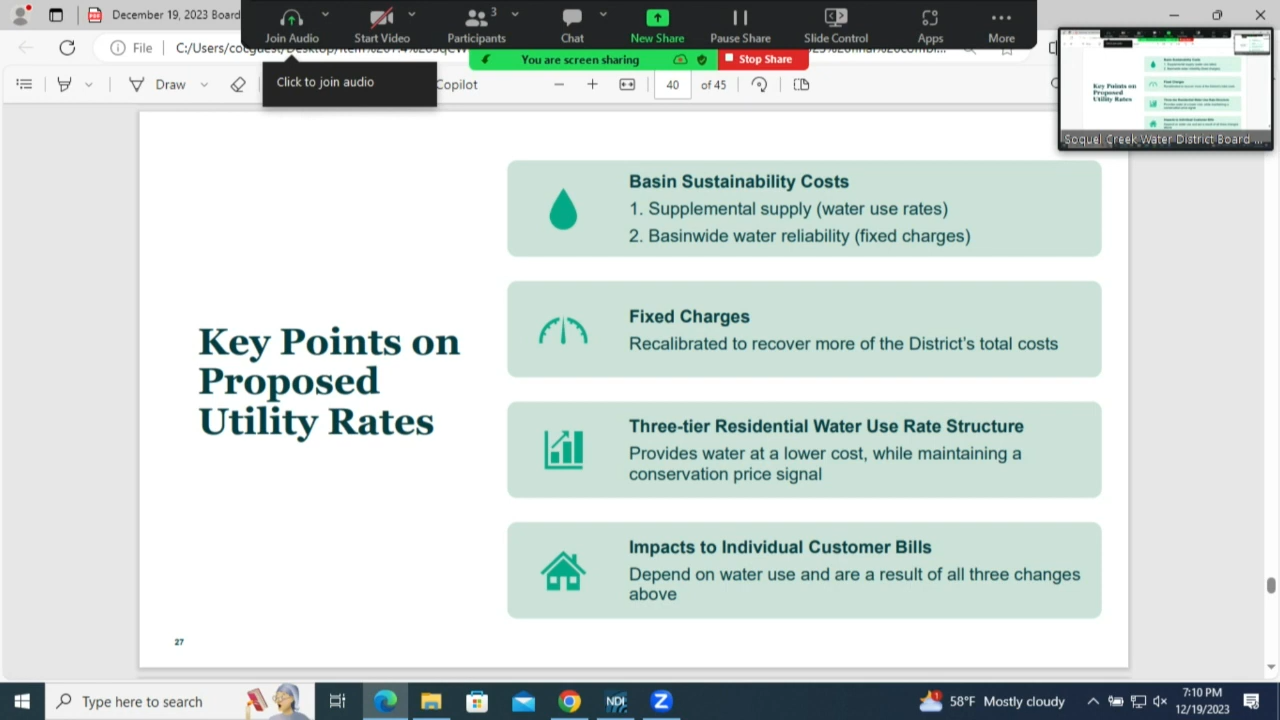 December 19, 2023 Board
Join Audio
Start Video
Participants
3
Chat
New Share
Pause Share
Slide Control
Apps
More
You are screen sharing
Stop Share
Click to join audio
File
Draw
40 of 45
Soquel Creek Water District Board ...
Key Points on
Proposed
Utility Rates
Basin Sustainability Costs
1. Supplemental supply (water use rates)
2. Basinwide water reliability (fixed charges)
Fixed Charges
Recalibrated to recover more of the District's total costs
Three-tier Residential Water Use Rate Structure
Provides water at a lower cost, while maintaining a
conservation price signal
Impacts to Individual Customer Bills
Depend on water use and are a result of all three changes
above
27
Type here to search
58°F Mostly cloudy
7:10 PM
12/19/2023